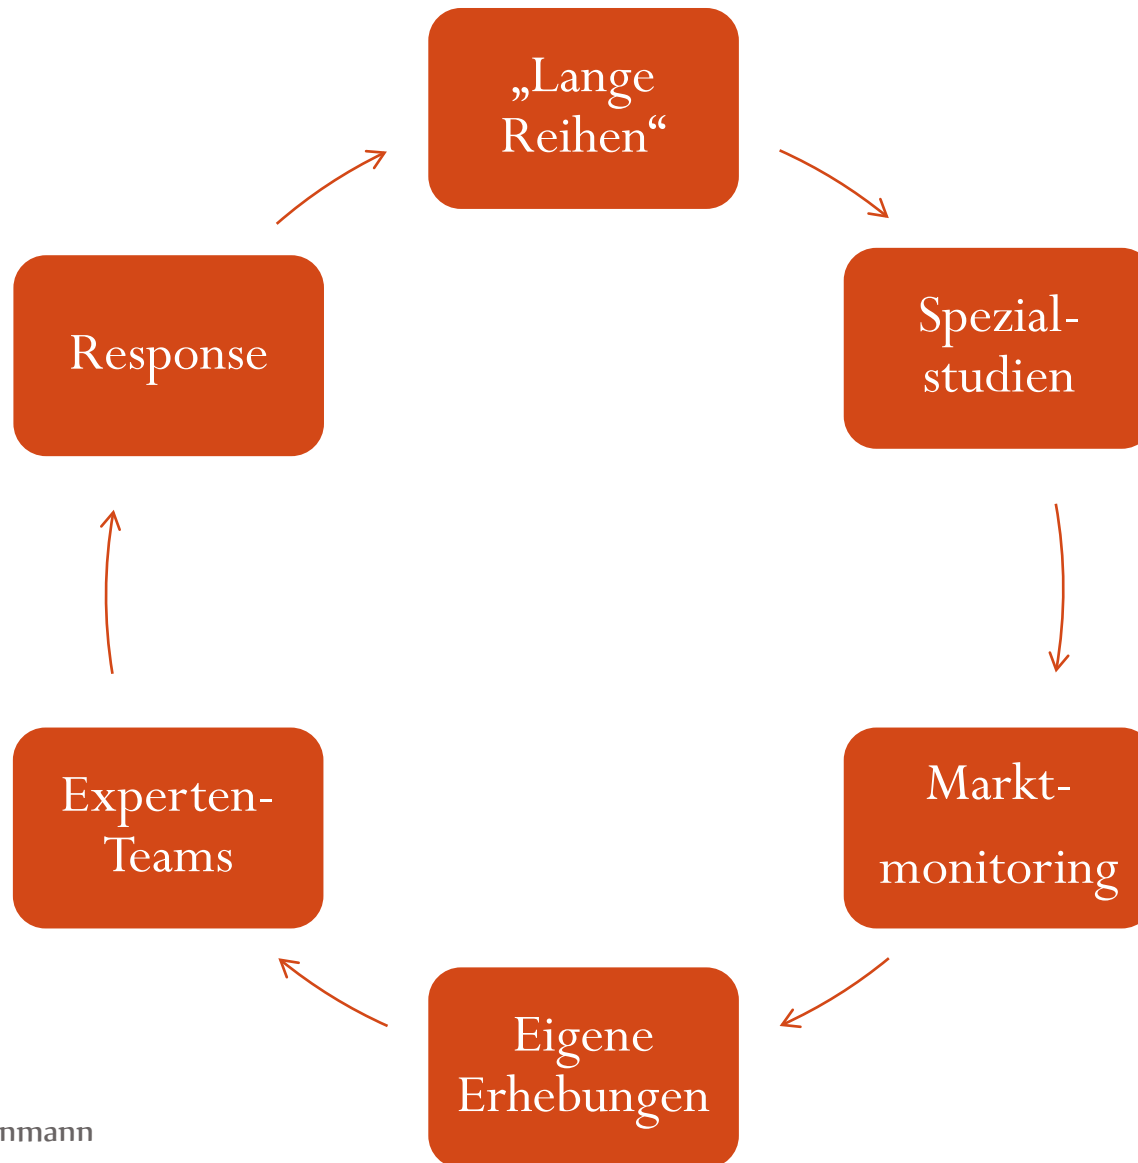 „Lange
Reihen“
Spezial-
studien
Markt-
monitoring
Eigene
Erhebungen
Experten-
Teams
Response
nmann